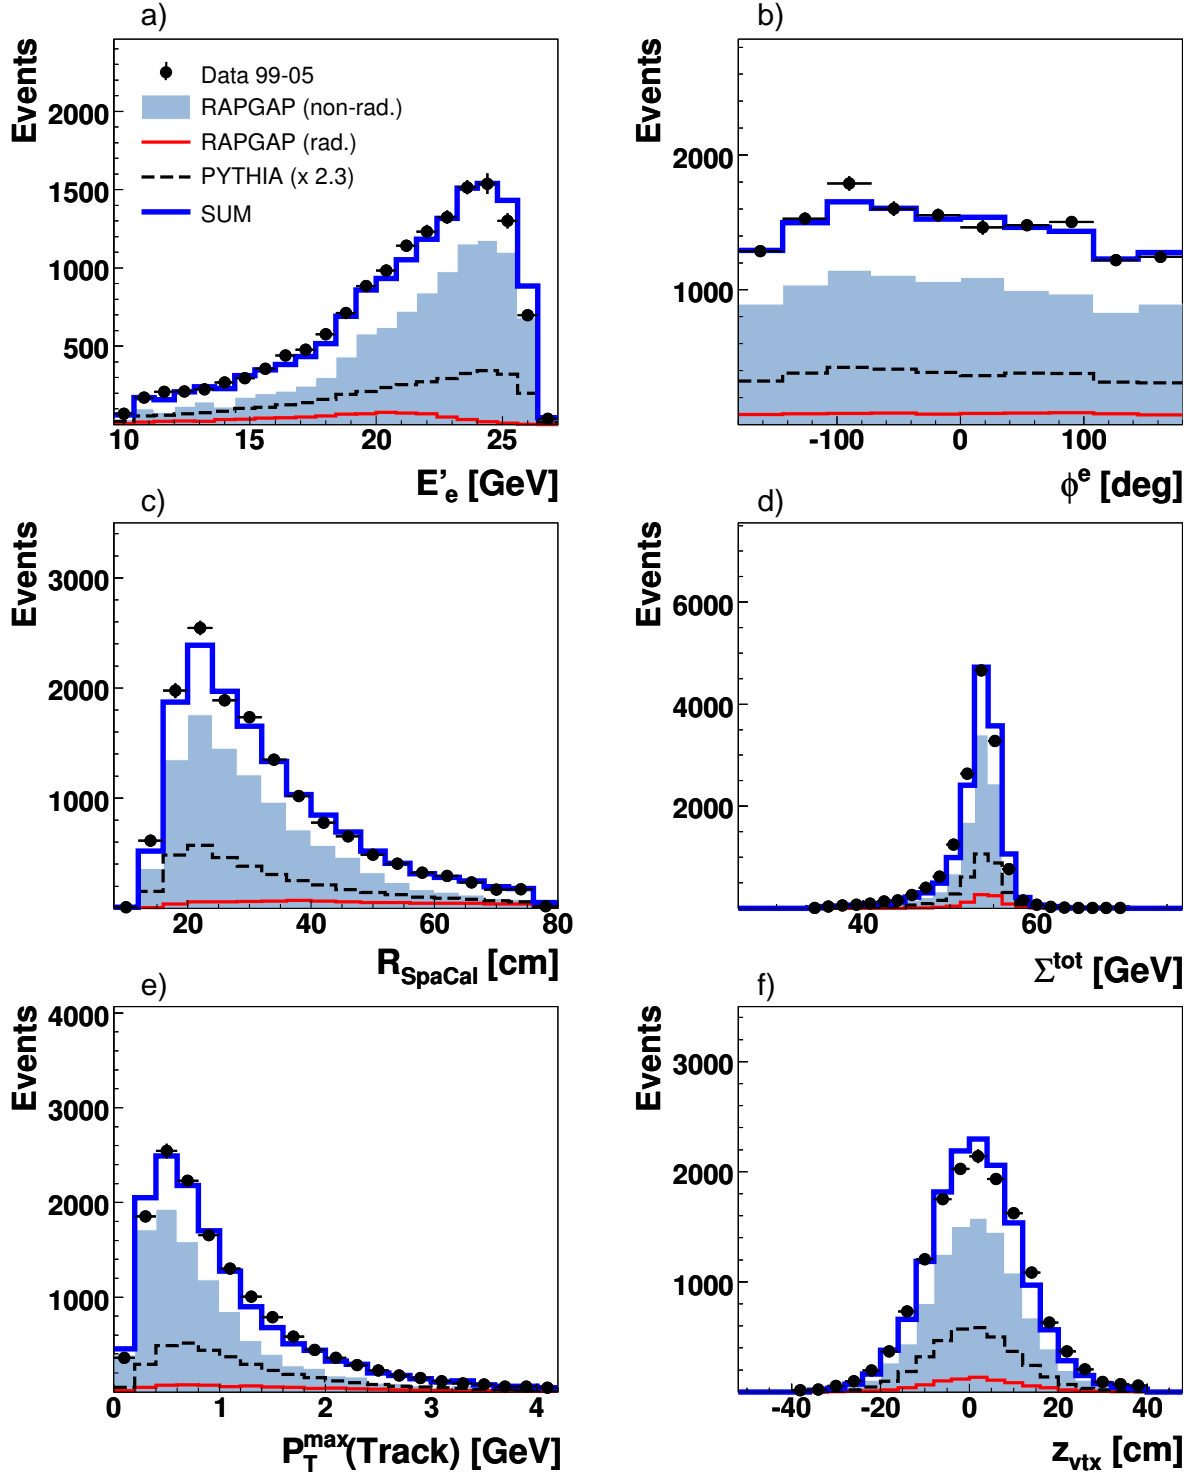 a)
Events
2000
1500
1000
500
Data 99-05
RAPGAP (non-rad.)
RAPGAP (rad.)
PYTHIA (x 2.3)
SUM
10 15 20 25
E'e [GeV]
b)
Events
2000
1000
-100 0 100
ϕe [deg]
c)
Events
3000
2000
1000
20 40 60 80
RSpaCal [cm]
d)
Events
6000
4000
2000
40 60
Σtot [GeV]
e)
Events
4000
3000
2000
1000
0 1 2 3 4
PTmax(Track) [GeV]
f)
Events
3000
2000
1000
-40 -20 0 20 40
zvtx [cm]